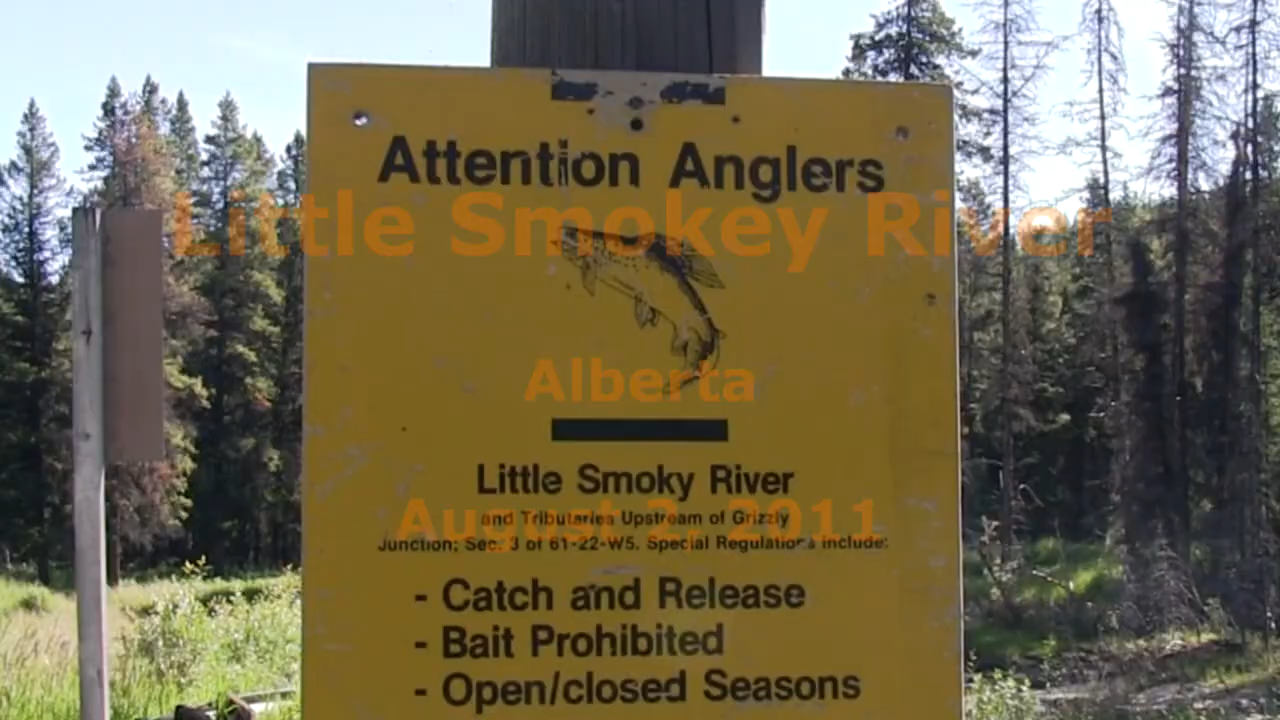 Attention Anglers
Little Smokey River
Alberta
Little Smoky River
August 3, 2011
and Tributaries Upstream of Grizzly
Junction; Sec. 3 of 61-22-W5. Special Regulations include:
- Catch and Release
- Bait Prohibited
- Open/closed Seasons